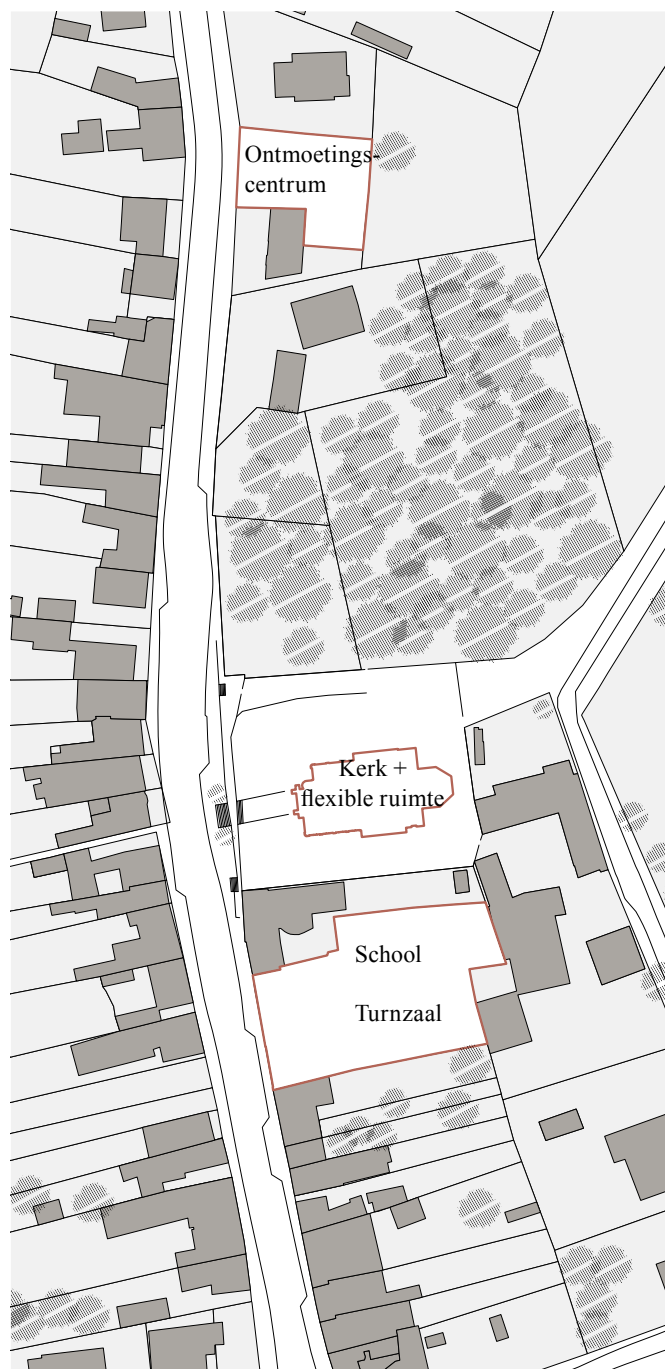 Ontmoetings-
centrum
Kerk +
flexible ruimte
School
Turnzaal